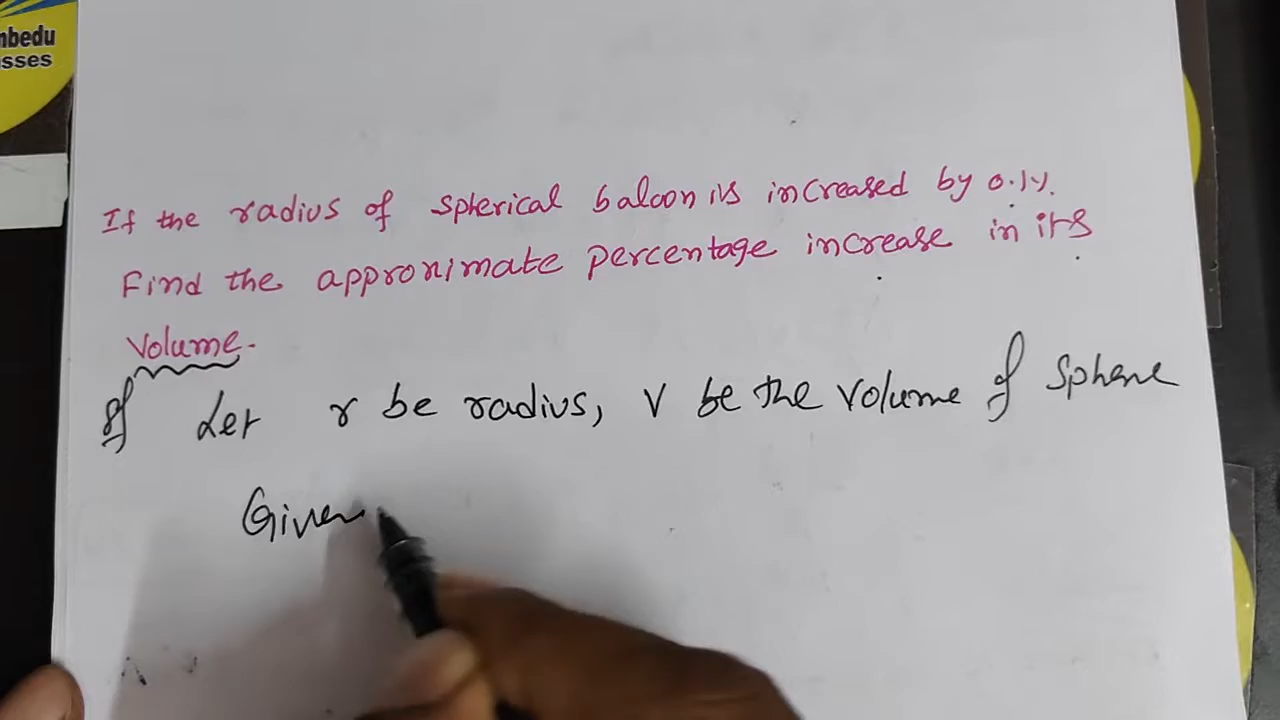 nbedu
sses
If the radius of spherical baloon is increased by 0.1%.
Find the approximate percentage increase in its
volume.
Let r be radius, V be the volume of sphere
Given